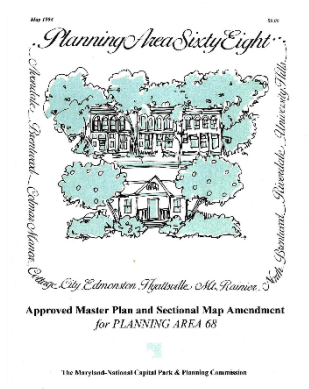 May 1994
Planning Area Sixty Eight
Avondale Brentwood Colmar Manor Cottage City Edmonston Hyattsville Mt. Rainier North Brentwood Riverdale University Hills
Approved Master Plan and Sectional Map Amendment
for PLANNING AREA 68
The Maryland-National Capital Park & Planning Commission